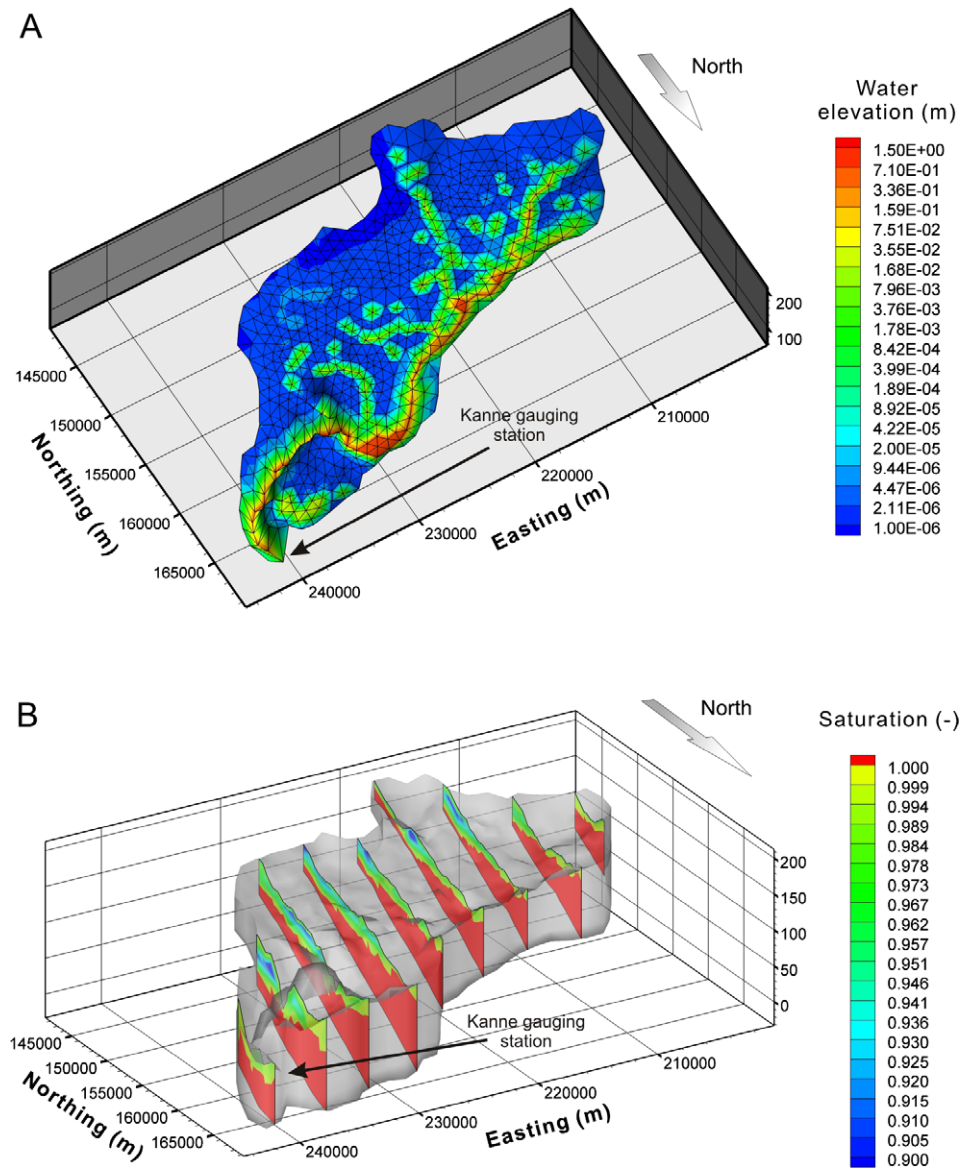 A
North
Water
elevation (m)
1.50E+00
7.10E-01
3.36E-01
1.59E-01
7.51E-02
3.55E-02
1.68E-02
7.96E-03
3.76E-03
1.78E-03
8.42E-04
3.99E-04
1.89E-04
8.92E-05
4.22E-05
2.00E-05
9.44E-06
4.47E-06
2.11E-06
1.00E-06
200
100
145000
150000
155000
160000
165000
Northing (m)
Kanne gauging
station
210000
220000
230000
240000
Easting (m)
B
North
Saturation (-)
1.000
0.999
0.994
0.989
0.984
0.978
0.973
0.967
0.962
0.957
0.951
0.946
0.941
0.936
0.930
0.925
0.920
0.915
0.910
0.905
0.900
200
150
100
50
0
145000
150000
155000
160000
165000
Northing (m)
Kanne gauging
station
210000
220000
230000
240000
Easting (m)